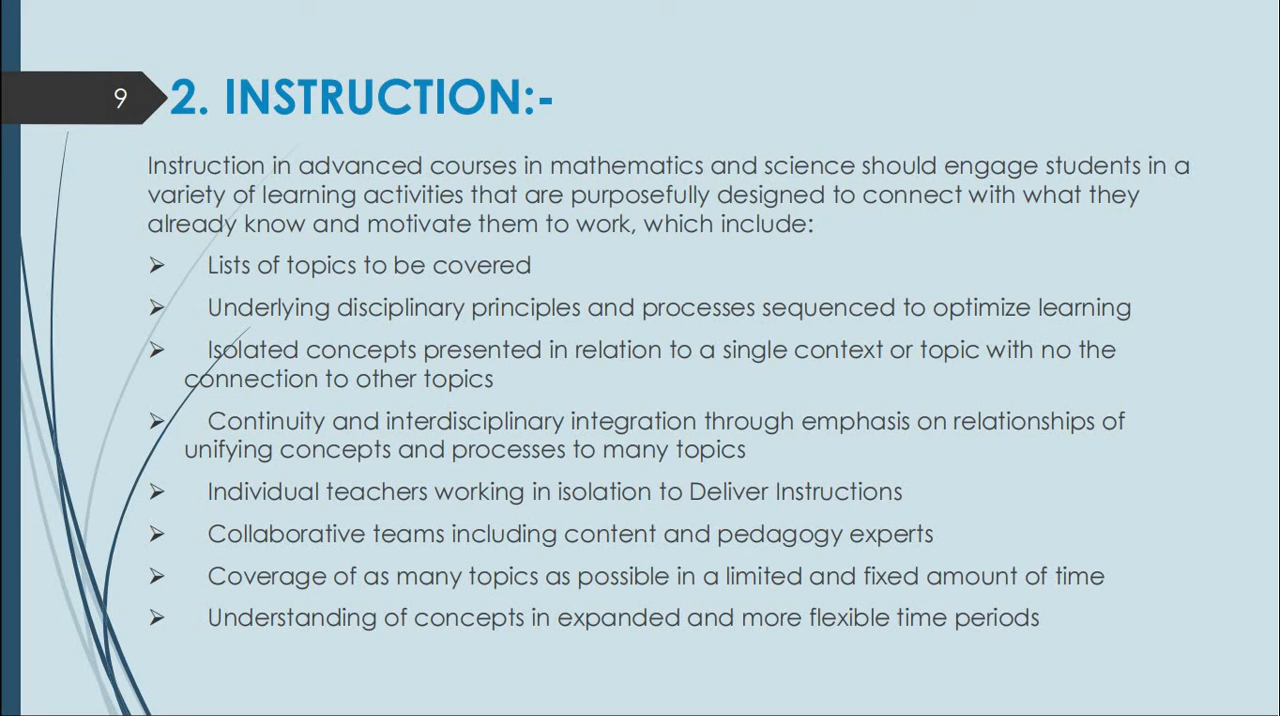 9
2. INSTRUCTION:-
Instruction in advanced courses in mathematics and science should engage students in a
variety of learning activities that are purposefully designed to connect with what they
already know and motivate them to work, which include:
➢ Lists of topics to be covered
➢ Underlying disciplinary principles and processes sequenced to optimize learning
➢ Isolated concepts presented in relation to a single context or topic with no the
connection to other topics
➢ Continuity and interdisciplinary integration through emphasis on relationships of
unifying concepts and processes to many topics
➢ Individual teachers working in isolation to Deliver Instructions
➢ Collaborative teams including content and pedagogy experts
➢ Coverage of as many topics as possible in a limited and fixed amount of time
➢ Understanding of concepts in expanded and more flexible time periods